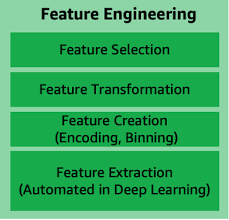 Feature Engineering
Feature Selection
Feature Transformation
Feature Creation
(Encoding, Binning)
Feature Extraction
(Automated in Deep Learning)